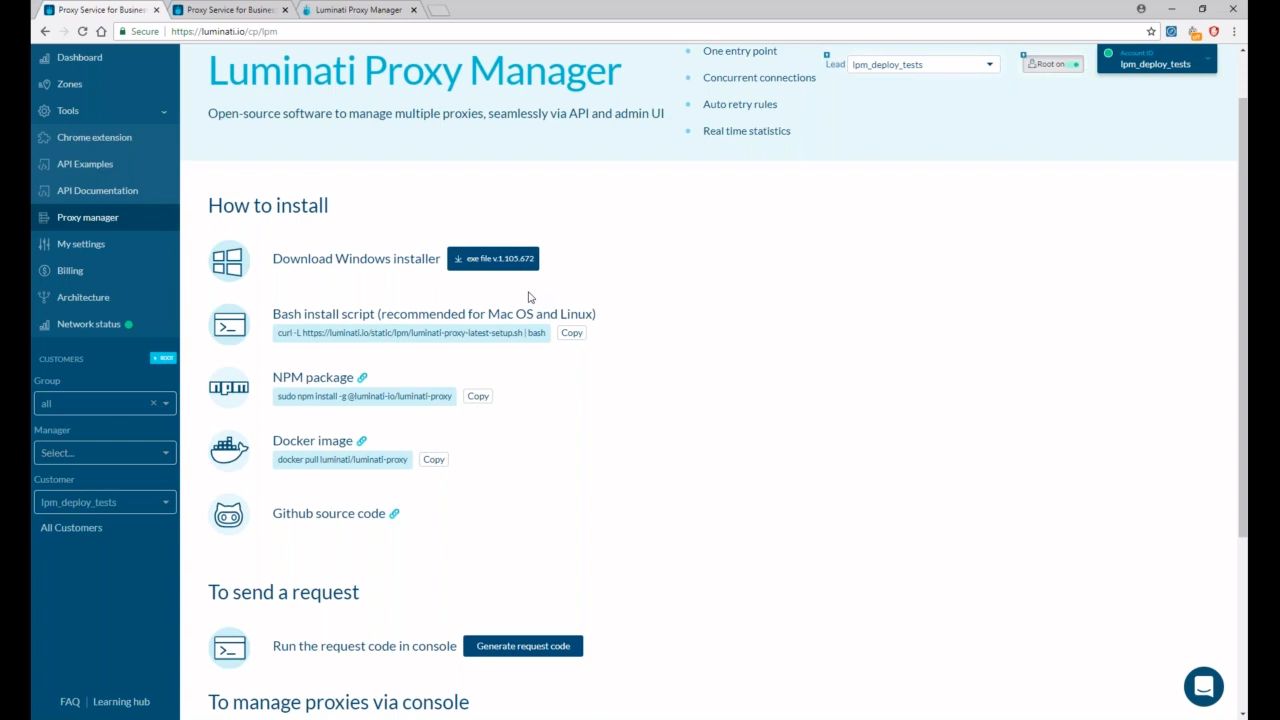 Proxy Service for Busines
Proxy Service for Busines
Luminati Proxy Manager
Secure
https://luminati.io/cp/lpm
Dashboard
Zones
Tools
Chrome extension
API Examples
API Documentation
Proxy manager
My settings
Billing
Architecture
Network status
CUSTOMERS
ROOT
Group
all
Manager
Select...
Customer
lpm_deploy_tests
All Customers
FAQ | Learning hub
Luminati Proxy Manager
Open-source software to manage multiple proxies, seamlessly via API and admin UI
One entry point
Concurrent connections
Auto retry rules
Real time statistics
Lead
lpm_deploy_tests
Root on
Account ID
lpm_deploy_tests
How to install
Download Windows installer
exe file v.1.105.672
Bash install script (recommended for Mac OS and Linux)
curl -L https://luminati.io/static/lpm/luminati-proxy-latest-setup.sh | bash
Copy
NPM package
sudo npm install -g @luminati-io/luminati-proxy
Copy
Docker image
docker pull luminati/luminati-proxy
Copy
Github source code
To send a request
Run the request code in console
Generate request code
To manage proxies via console